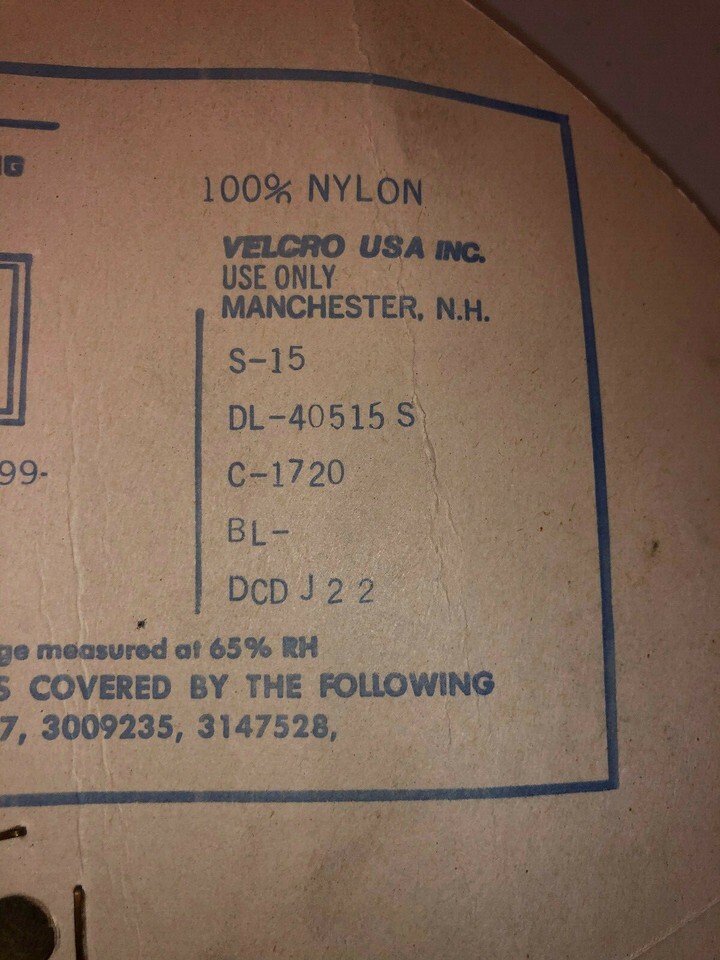 G
100% NYLON
VELCRO USA INC.
USE ONLY
MANCHESTER, N.H.
S-15
DL-40515 S
C-1720
99-
BL-
DCD J 2 2
ge measured at 65% RH
S COVERED BY THE FOLLOWING
7, 3009235, 3147528,